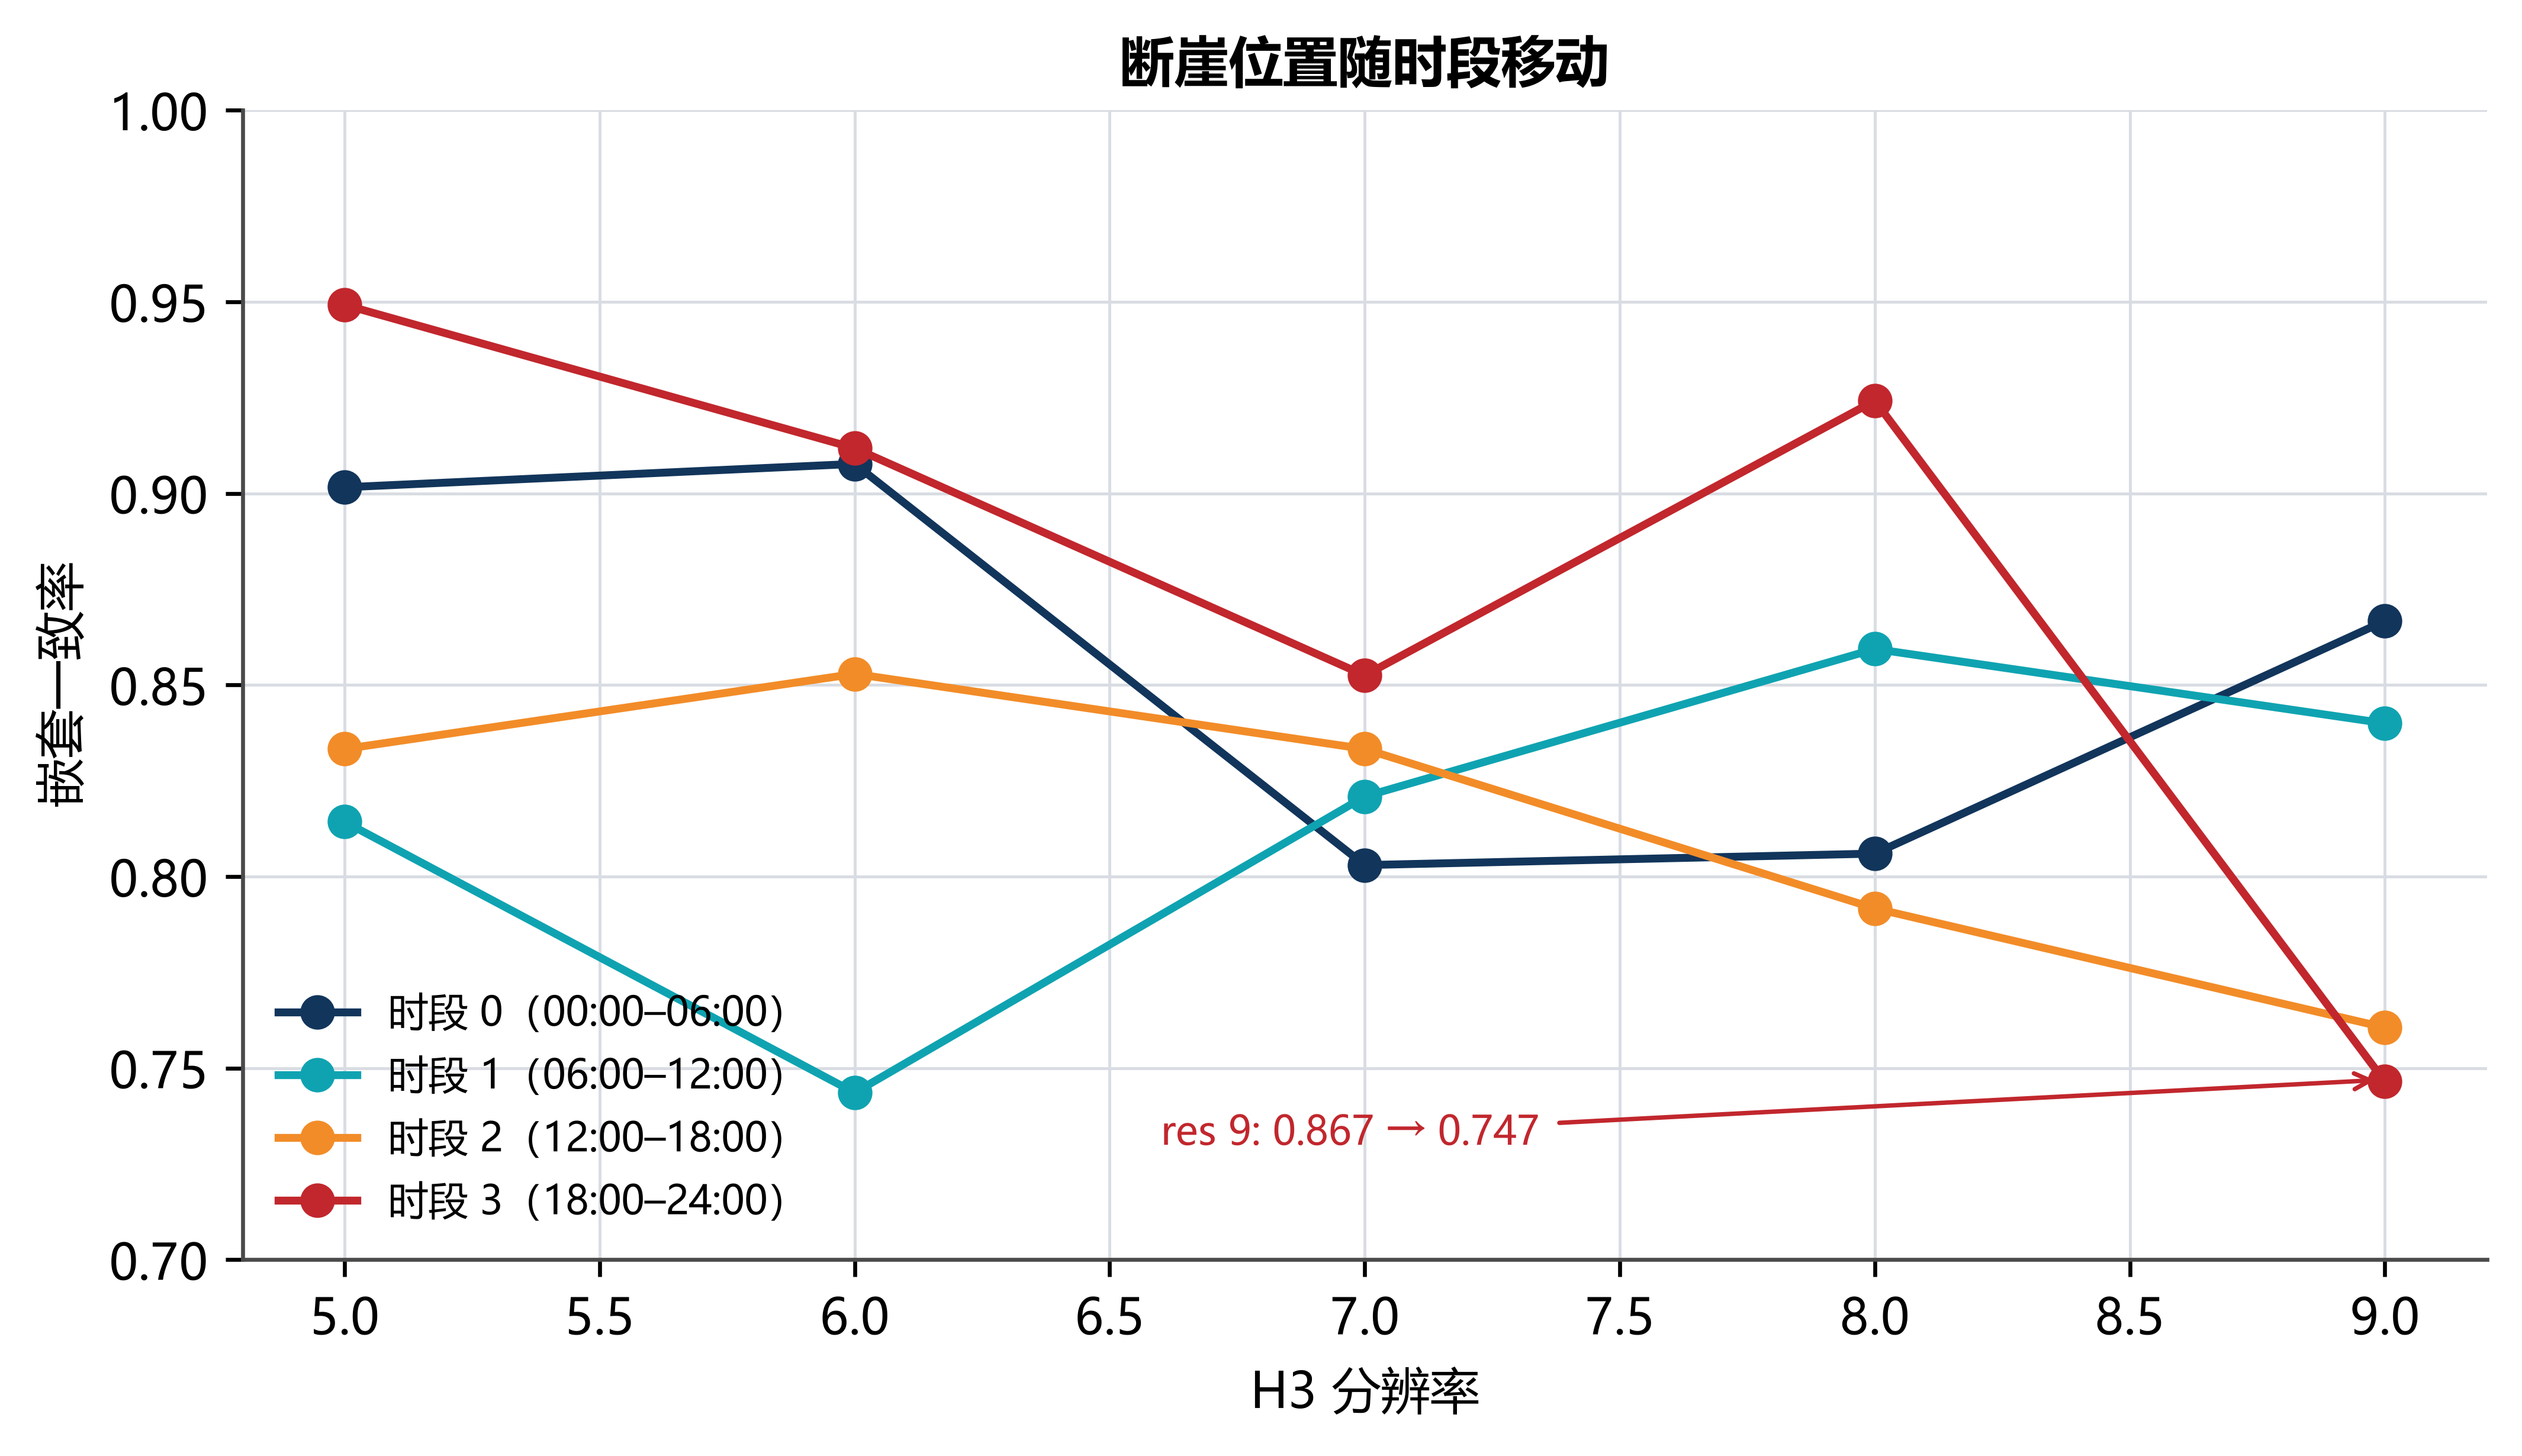 断崖位置随时段移动
嵌套一致率
1.00
0.95
0.90
0.85
0.80
0.75
0.70
时段 0（00:00–06:00）
时段 1（06:00–12:00）
时段 2（12:00–18:00）
时段 3（18:00–24:00）
res 9: 0.867 → 0.747
5.0 5.5 6.0 6.5 7.0 7.5 8.0 8.5 9.0
H3 分辨率